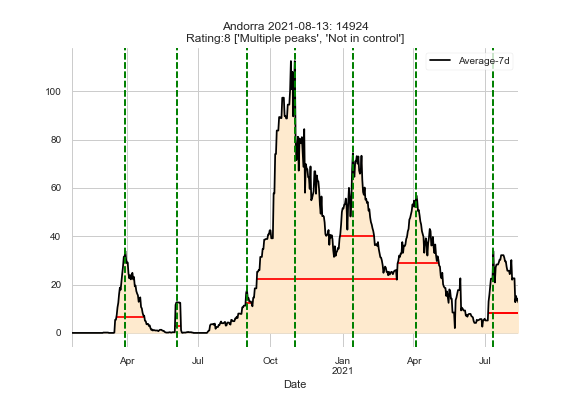 Andorra 2021-08-13: 14924
Rating:8 ['Multiple peaks', 'Not in control']
Average-7d
100
80
60
40
20
0
Apr Jul Oct Jan Apr Jul
2021
Date